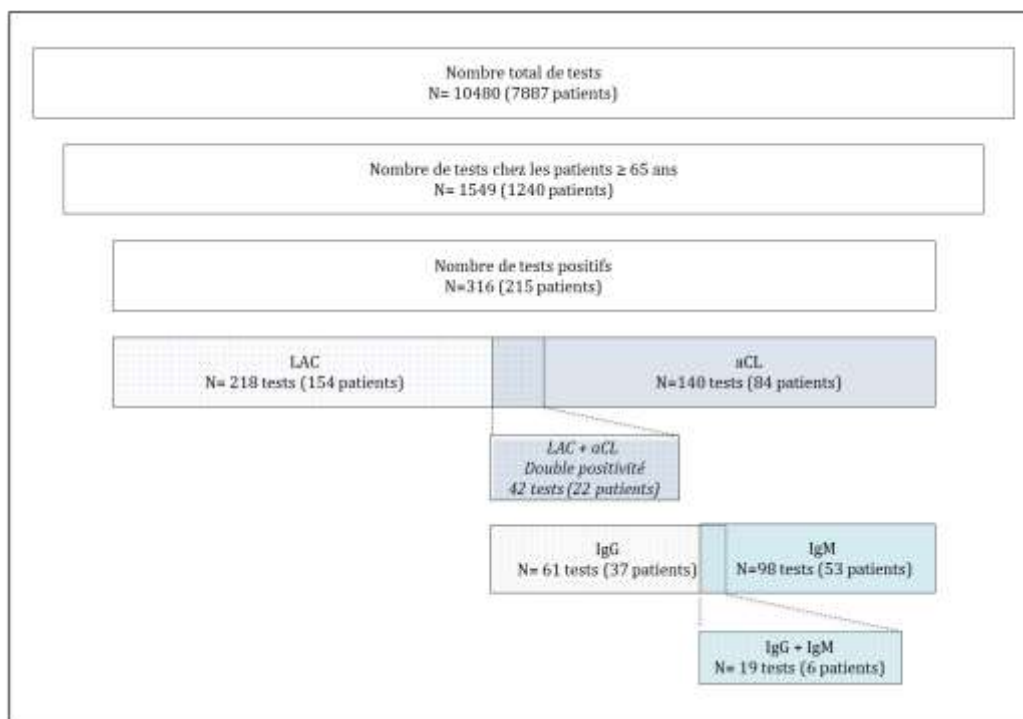 Nombre total de tests
N= 10480 (7887 patients)
Nombre de tests chez les patients ≥ 65 ans
N= 1549 (1240 patients)
Nombre de tests positifs
N=316 (215 patients)
LAC
N= 218 tests (154 patients)
aCL
N=140 tests (84 patients)
LAC + aCL
Double positivité
42 tests (22 patients)
IgG
N= 61 tests (37 patients)
IgM
N=98 tests (53 patients)
IgG + IgM
N= 19 tests (6 patients)